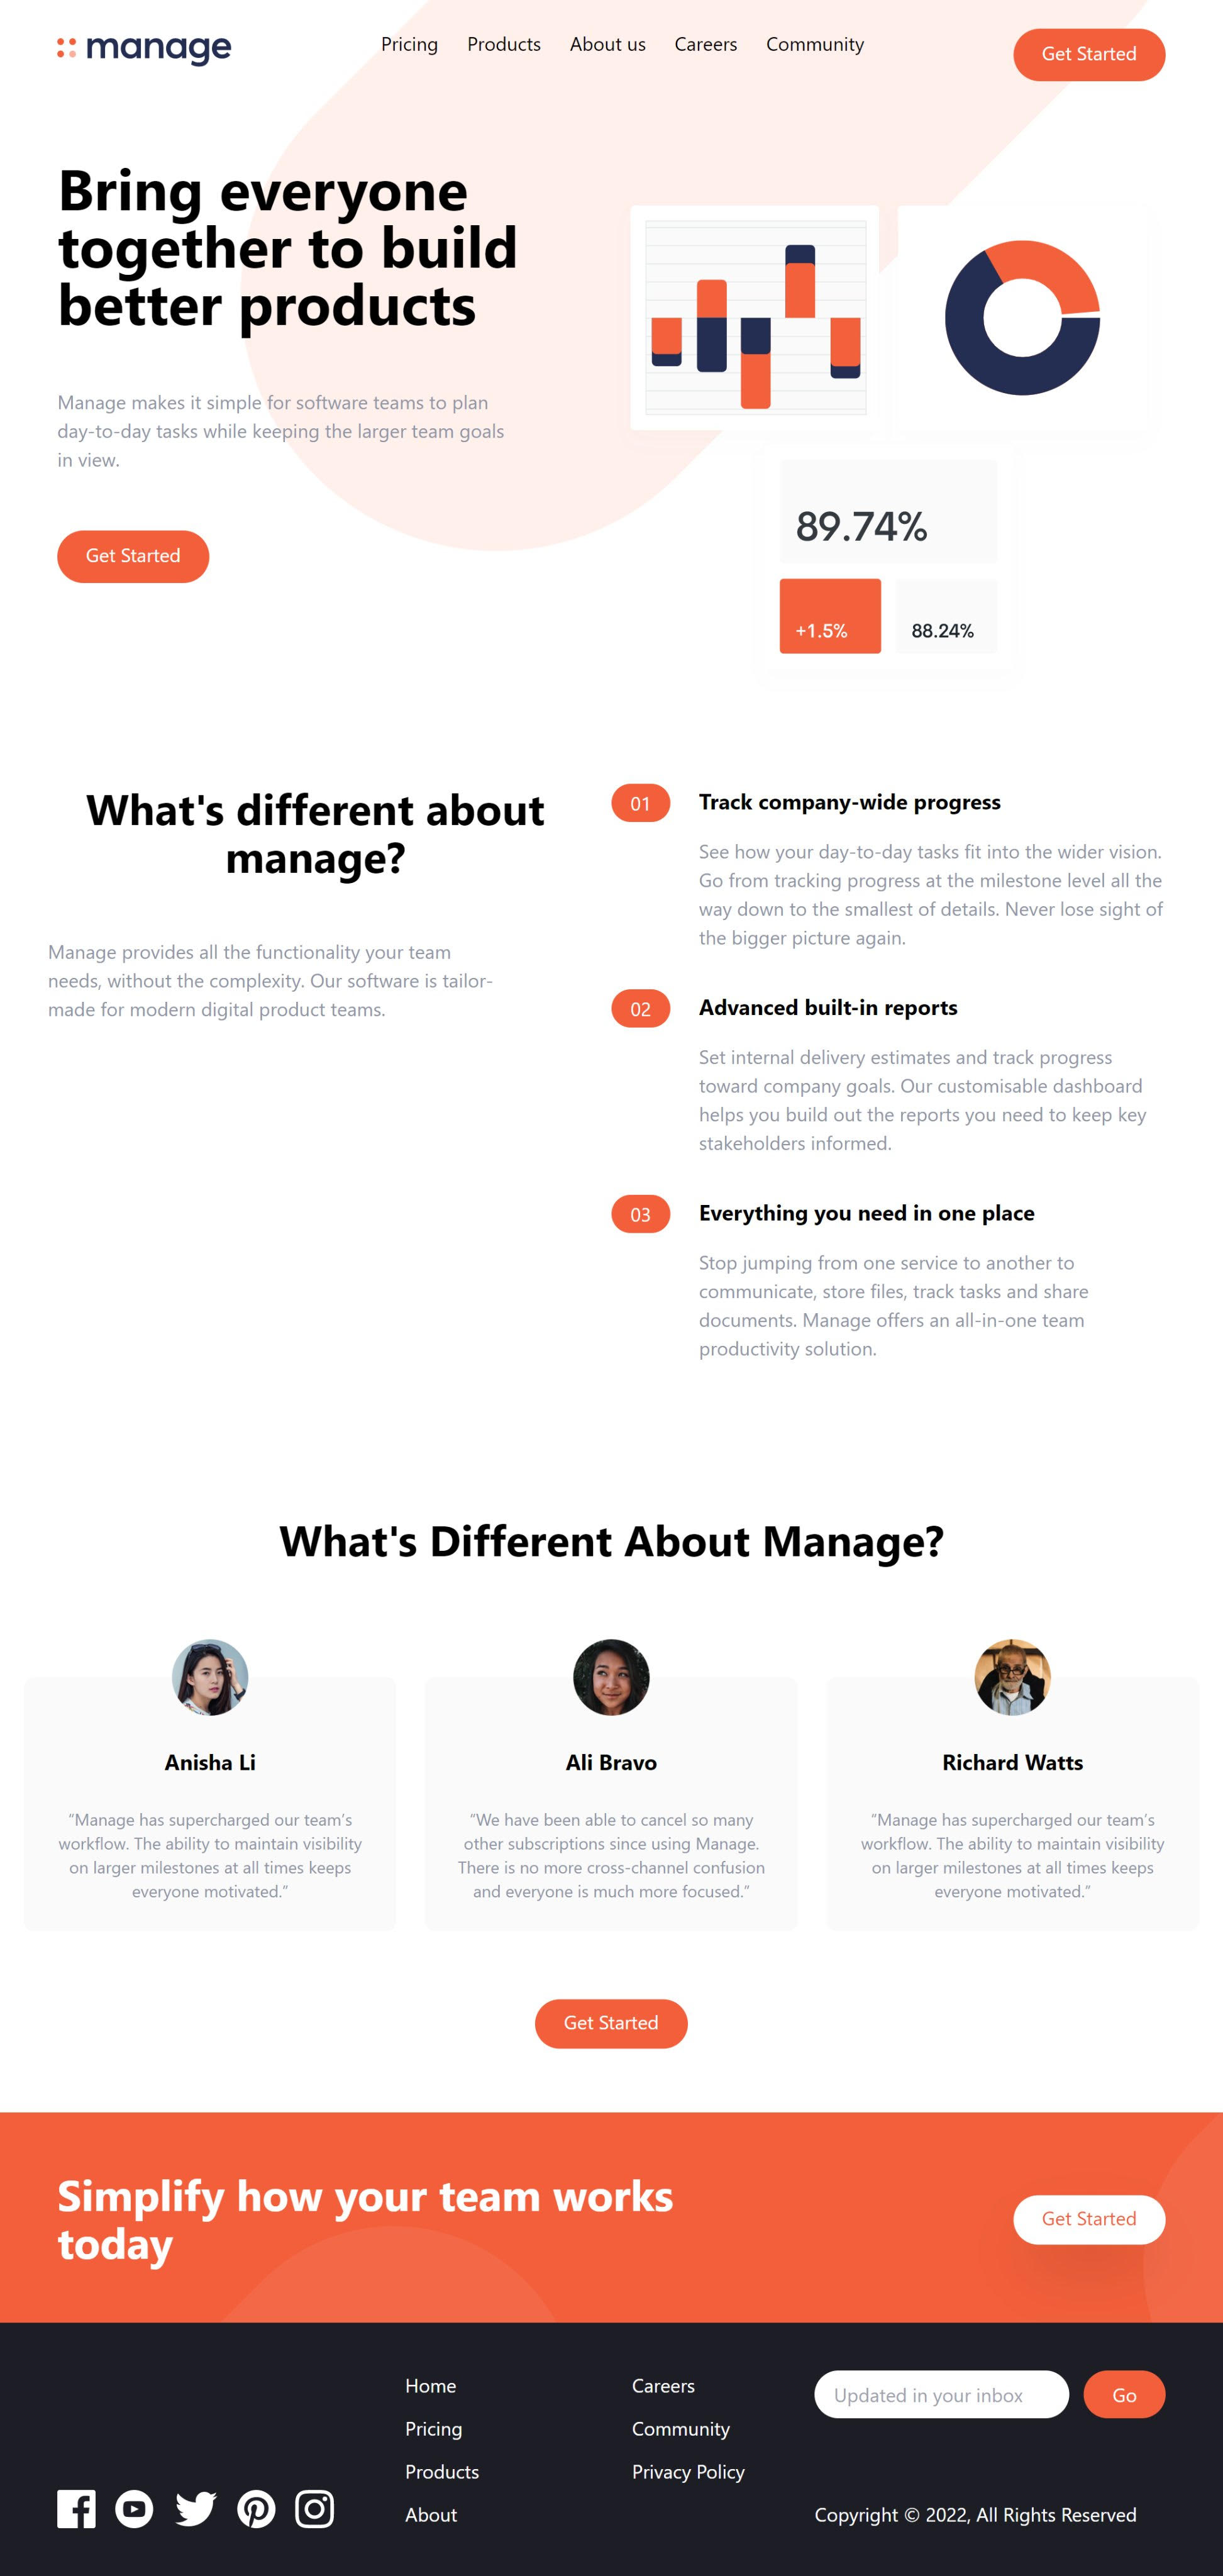 manage
Pricing Products About us Careers Community
Get Started
Bring everyone
together to build
better products
Manage makes it simple for software teams to plan
day-to-day tasks while keeping the larger team goals
in view.
Get Started
89.74%
+1.5%
88.24%
What's different about
manage?
Manage provides all the functionality your team
needs, without the complexity. Our software is tailor-
made for modern digital product teams.
01 Track company-wide progress
See how your day-to-day tasks fit into the wider vision.
Go from tracking progress at the milestone level all the
way down to the smallest of details. Never lose sight of
the bigger picture again.
02 Advanced built-in reports
Set internal delivery estimates and track progress
toward company goals. Our customisable dashboard
helps you build out the reports you need to keep key
stakeholders informed.
03 Everything you need in one place
Stop jumping from one service to another to
communicate, store files, track tasks and share
documents. Manage offers an all-in-one team
productivity solution.
What's Different About Manage?
Anisha Li
“Manage has supercharged our team’s
workflow. The ability to maintain visibility
on larger milestones at all times keeps
everyone motivated.”
Ali Bravo
“We have been able to cancel so many
other subscriptions since using Manage.
There is no more cross-channel confusion
and everyone is much more focused.”
Richard Watts
“Manage has supercharged our team’s
workflow. The ability to maintain visibility
on larger milestones at all times keeps
everyone motivated.”
Get Started
Simplify how your team works
today
Get Started
Home
Pricing
Products
About
Careers
Community
Privacy Policy
Updated in your inbox
Go
Copyright © 2022, All Rights Reserved